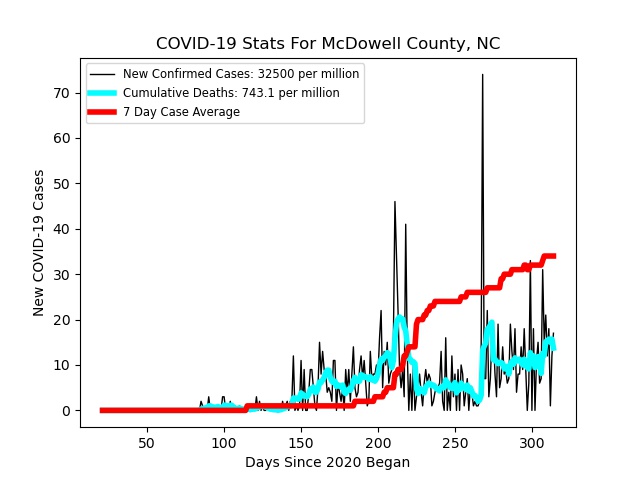 COVID-19 Stats For McDowell County, NC
New Confirmed Cases: 32500 per million
Cumulative Deaths: 743.1 per million
7 Day Case Average
New COVID-19 Cases
70
60
50
40
30
20
10
0
50 100 150 200 250 300
Days Since 2020 Began